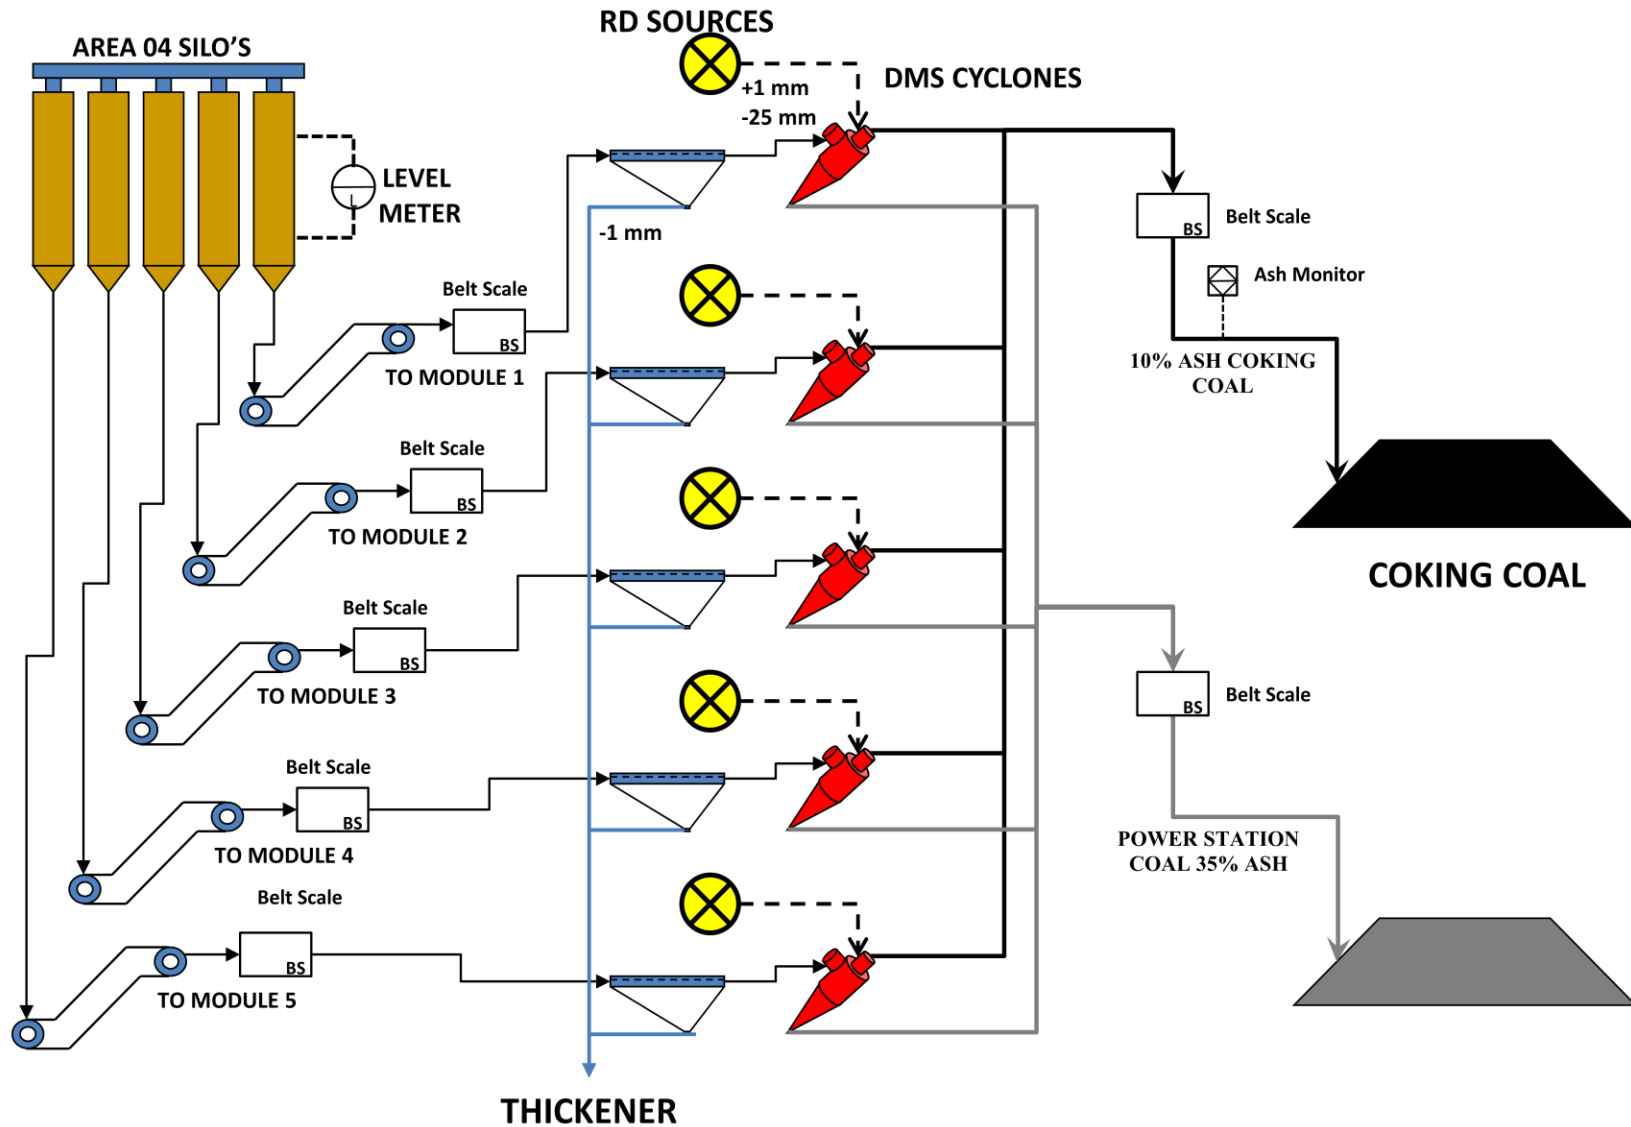 RD SOURCES
AREA 04 SILO'S
DMS CYCLONES
+1 mm
-25 mm
LEVEL
METER
L
-1 mm
Belt Scale
BS
TO MODULE 1
Belt Scale
BS
TO MODULE 2
Belt Scale
BS
TO MODULE 3
Belt Scale
BS
TO MODULE 4
Belt Scale
BS
TO MODULE 5
Belt Scale
BS
Ash Monitor
10% ASH COKING
COAL
COKING COAL
Belt Scale
BS
POWER STATION
COAL 35% ASH
THICKENER